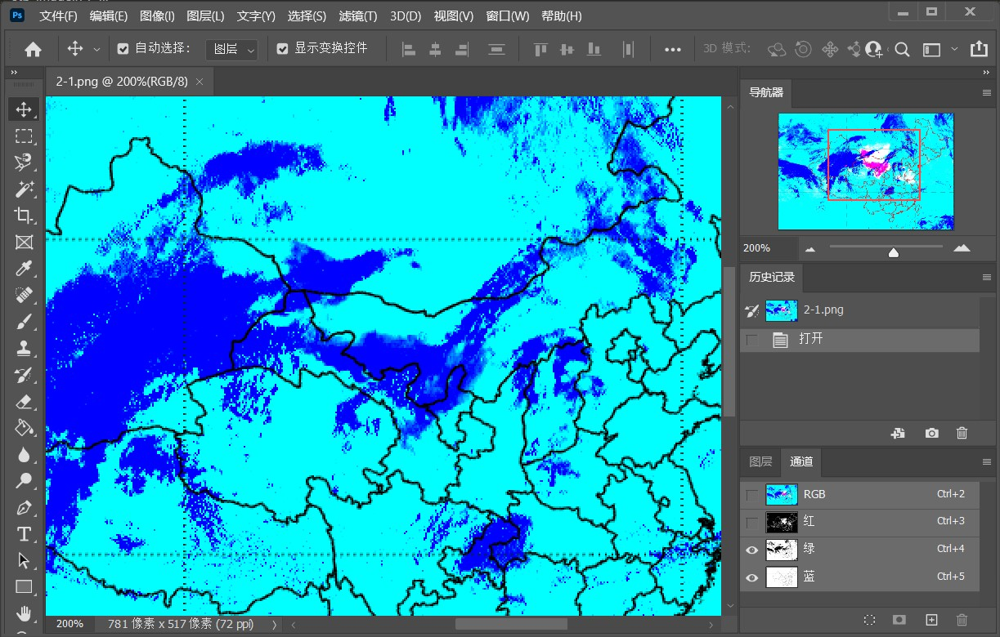 Ps 文件(F) 编辑(E) 图像(I) 图层(L) 文字(Y) 选择(S) 滤镜(T) 3D(D) 视图(V) 窗口(W) 帮助(H)
自动选择： 图层 显示变换控件 3D 模式：
2-1.png @ 200%(RGB/8)
导航器
200%
历史记录
2-1.png
打开
图层 通道
RGB Ctrl+2
红 Ctrl+3
绿 Ctrl+4
蓝 Ctrl+5
200% 781 像素 x 517 像素 (72 ppi)